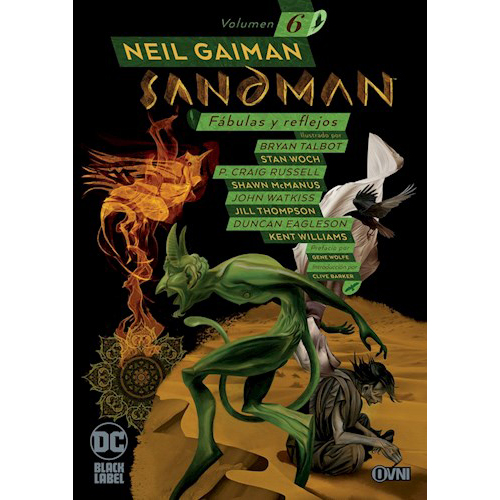 Volumen 6
NEIL GAIMAN
SANDMAN™
Fábulas y reflejos
Ilustrado por
BRYAN TALBOT
STAN WOCH
P. CRAIG RUSSELL
SHAWN McMANUS
JOHN WATKISS
JILL THOMPSON
DUNCAN EAGLESON
KENT WILLIAMS
Prefacio por
GENE WOLFE
Introducción por
CLIVE BARKER
DC
BLACK
LABEL
OVNI